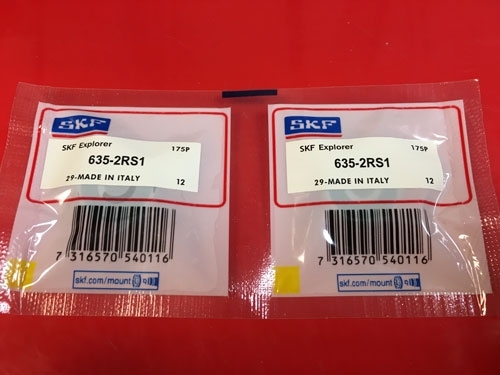 SKF
SKF Explorer 175P
635-2RS1
29-MADE IN ITALY 12
7 316570 540116
skf.com/mount
SKF
SKF Explorer 175P
635-2RS1
29-MADE IN ITALY 12
7 316570 540116
skf.com/mount